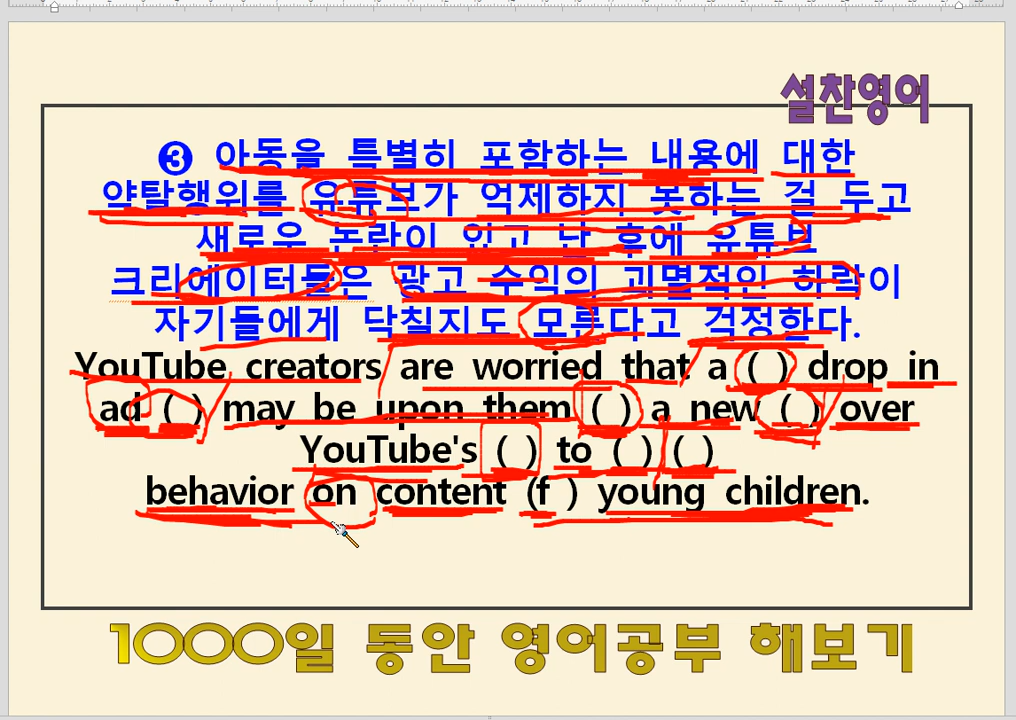 설찬영어
❸ 아동을 특별히 포함하는 내용에 대한
약탈행위를 유튜브가 억제하지 못하는 걸 두고
새로운 논란이 있고 난 후에 유튜브
크리에이터들은 광고 수익의 괴멸적인 하락이
자기들에게 닥칠지도 모른다고 걱정한다.
YouTube creators are worried that a ( ) drop in
ad ( ) may be upon them ( ) a new ( ) over
YouTube's ( ) to ( ) ( )
behavior on content (f ) young children.
1000일 동안 영어공부 해보기